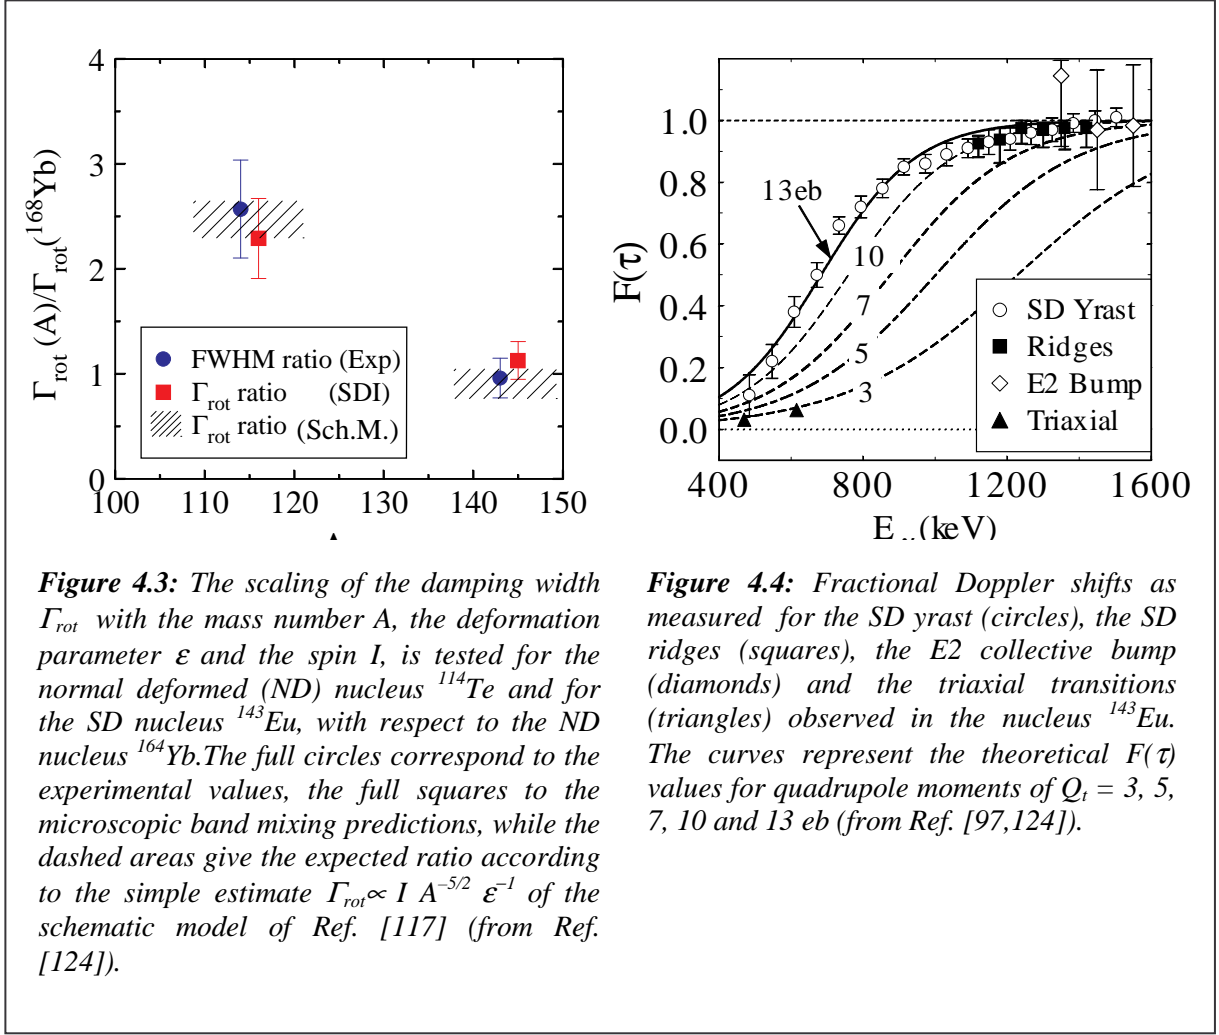 4
3
2
1
0
100 110 120 130 140 150
Γrot (A)/Γrot(168Yb)
FWHM ratio (Exp)
Γrot ratio (SDI)
Γrot ratio (Sch.M.)
1.0
0.8
0.6
0.4
0.2
0.0
400 800 1200 1600
F(τ)
13eb
10
7
5
3
SD Yrast
Ridges
E2 Bump
Triaxial
E (keV)
Figure 4.3: The scaling of the damping width
Γrot with the mass number A, the deformation
parameter ε and the spin I, is tested for the
normal deformed (ND) nucleus 114Te and for
the SD nucleus 143Eu, with respect to the ND
nucleus 164Yb.The full circles correspond to the
experimental values, the full squares to the
microscopic band mixing predictions, while the
dashed areas give the expected ratio according
to the simple estimate Γrot∝ I A–5/2 ε–1 of the
schematic model of Ref. [117] (from Ref.
[124]).
Figure 4.4: Fractional Doppler shifts as
measured for the SD yrast (circles), the SD
ridges (squares), the E2 collective bump
(diamonds) and the triaxial transitions
(triangles) observed in the nucleus 143Eu.
The curves represent the theoretical F(τ)
values for quadrupole moments of Qt = 3, 5,
7, 10 and 13 eb (from Ref. [97,124]).